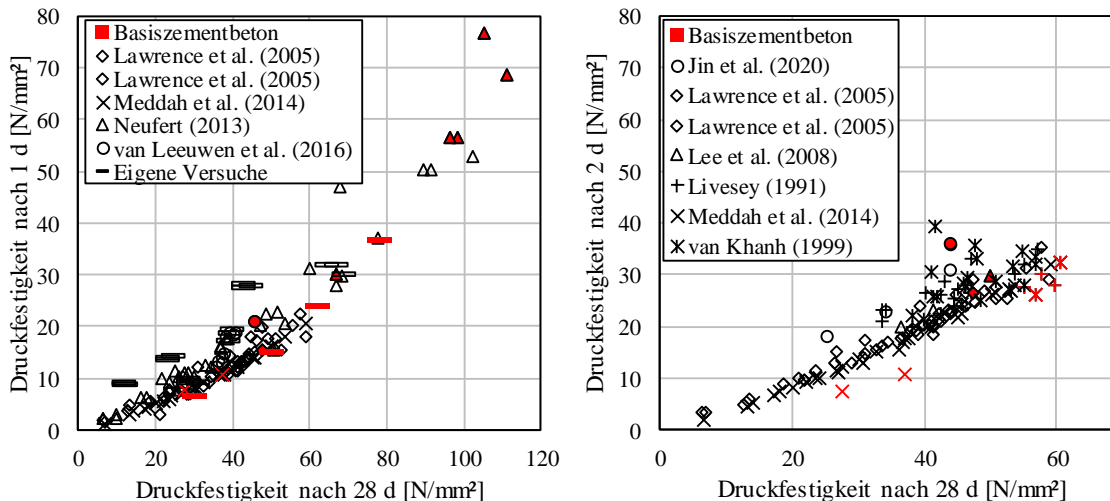 Druckfestigkeit nach 1 d [N/mm²]
80
70
60
50
40
30
20
10
0
Basiszementbeton
Lawrence et al. (2005)
Lawrence et al. (2005)
Meddah et al. (2014)
Neufert (2013)
van Leeuwen et al. (2016)
Eigene Versuche
0 20 40 60 80 100 120
Druckfestigkeit nach 28 d [N/mm²]
Druckfestigkeit nach 2 d [N/mm²]
80
70
60
50
40
30
20
10
0
Basiszementbeton
Jin et al. (2020)
Lawrence et al. (2005)
Lawrence et al. (2005)
Lee et al. (2008)
Livesey (1991)
Meddah et al. (2014)
van Khanh (1999)
0 20 40 60
Druckfestigkeit nach 28 d [N/mm²]